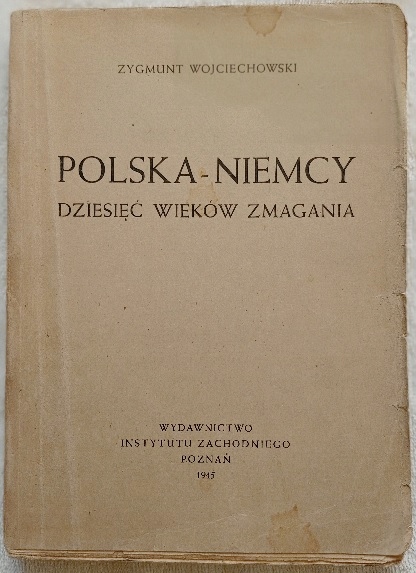 ZYGMUNT WOJCIECHOWSKI
POLSKA-NIEMCY
DZIESIĘĆ WIEKÓW ZMAGANIA
WYDAWNICTWO
INSTYTUTU ZACHODNIEGO
POZNAŃ
1945